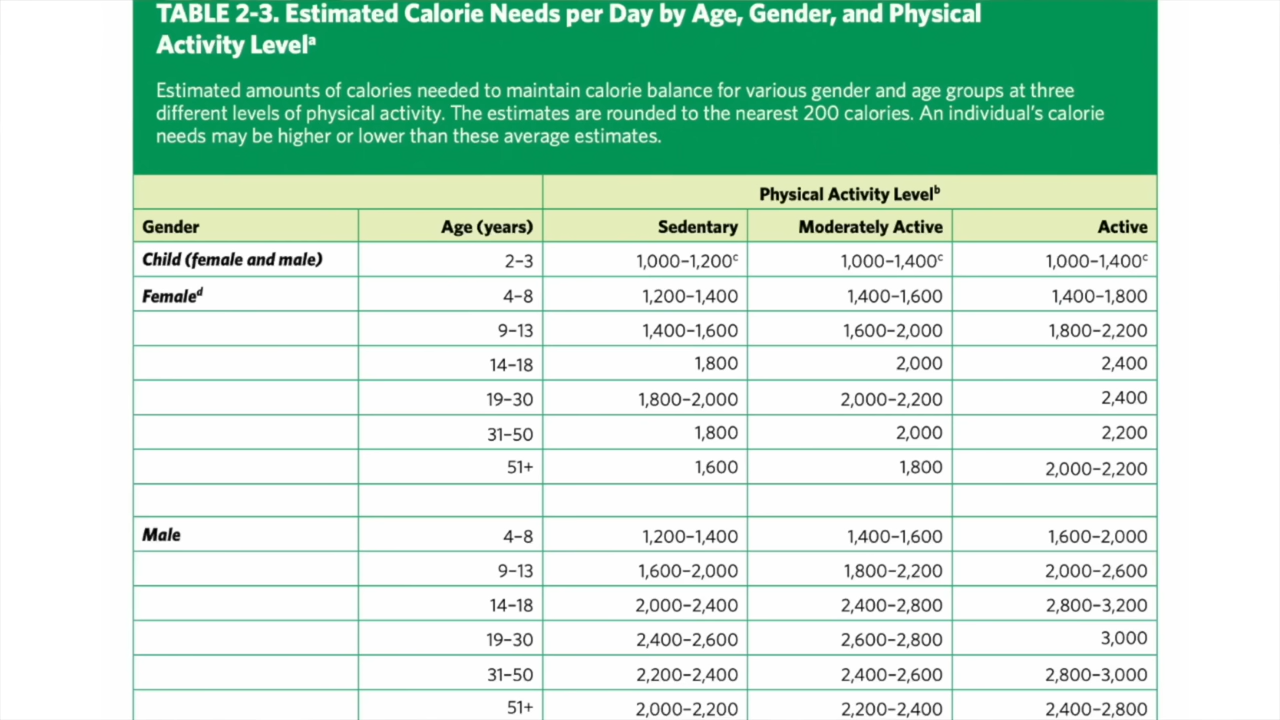 TABLE 2-3. Estimated Calorie Needs per Day by Age, Gender, and Physical
Activity Levelᵃ
Estimated amounts of calories needed to maintain calorie balance for various gender and age groups at three
different levels of physical activity. The estimates are rounded to the nearest 200 calories. An individual's calorie
needs may be higher or lower than these average estimates.
Physical Activity Levelᵇ
Gender Age (years) Sedentary Moderately Active Active
Child (female and male) 2–3 1,000–1,200ᶜ 1,000–1,400ᶜ 1,000–1,400ᶜ
Femaleᵈ 4–8 1,200–1,400 1,400–1,600 1,400–1,800
9–13 1,400–1,600 1,600–2,000 1,800–2,200
14–18 1,800 2,000 2,400
19–30 1,800–2,000 2,000–2,200 2,400
31–50 1,800 2,000 2,200
51+ 1,600 1,800 2,000–2,200
Male 4–8 1,200–1,400 1,400–1,600 1,600–2,000
9–13 1,600–2,000 1,800–2,200 2,000–2,600
14–18 2,000–2,400 2,400–2,800 2,800–3,200
19–30 2,400–2,600 2,600–2,800 3,000
31–50 2,200–2,400 2,400–2,600 2,800–3,000
51+ 2,000–2,200 2,200–2,400 2,400–2,800